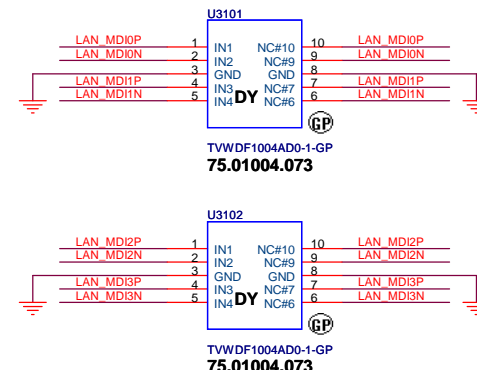 U3101
LAN_MDI0P 1 IN1 NC#10 10 LAN_MDI0P
LAN_MDI0N 2 IN2 NC#9 9 LAN_MDI0N
3 GND GND 8
LAN_MDI1P 4 IN3 NC#7 7 LAN_MDI1P
LAN_MDI1N 5 IN4 DY NC#6 6 LAN_MDI1N
GP
TVWDF1004AD0-1-GP
75.01004.073
U3102
LAN_MDI2P 1 IN1 NC#10 10 LAN_MDI2P
LAN_MDI2N 2 IN2 NC#9 9 LAN_MDI2N
3 GND GND 8
LAN_MDI3P 4 IN3 NC#7 7 LAN_MDI3P
LAN_MDI3N 5 IN4 DY NC#6 6 LAN_MDI3N
GP
TVWDF1004AD0-1-GP
75.01004.073